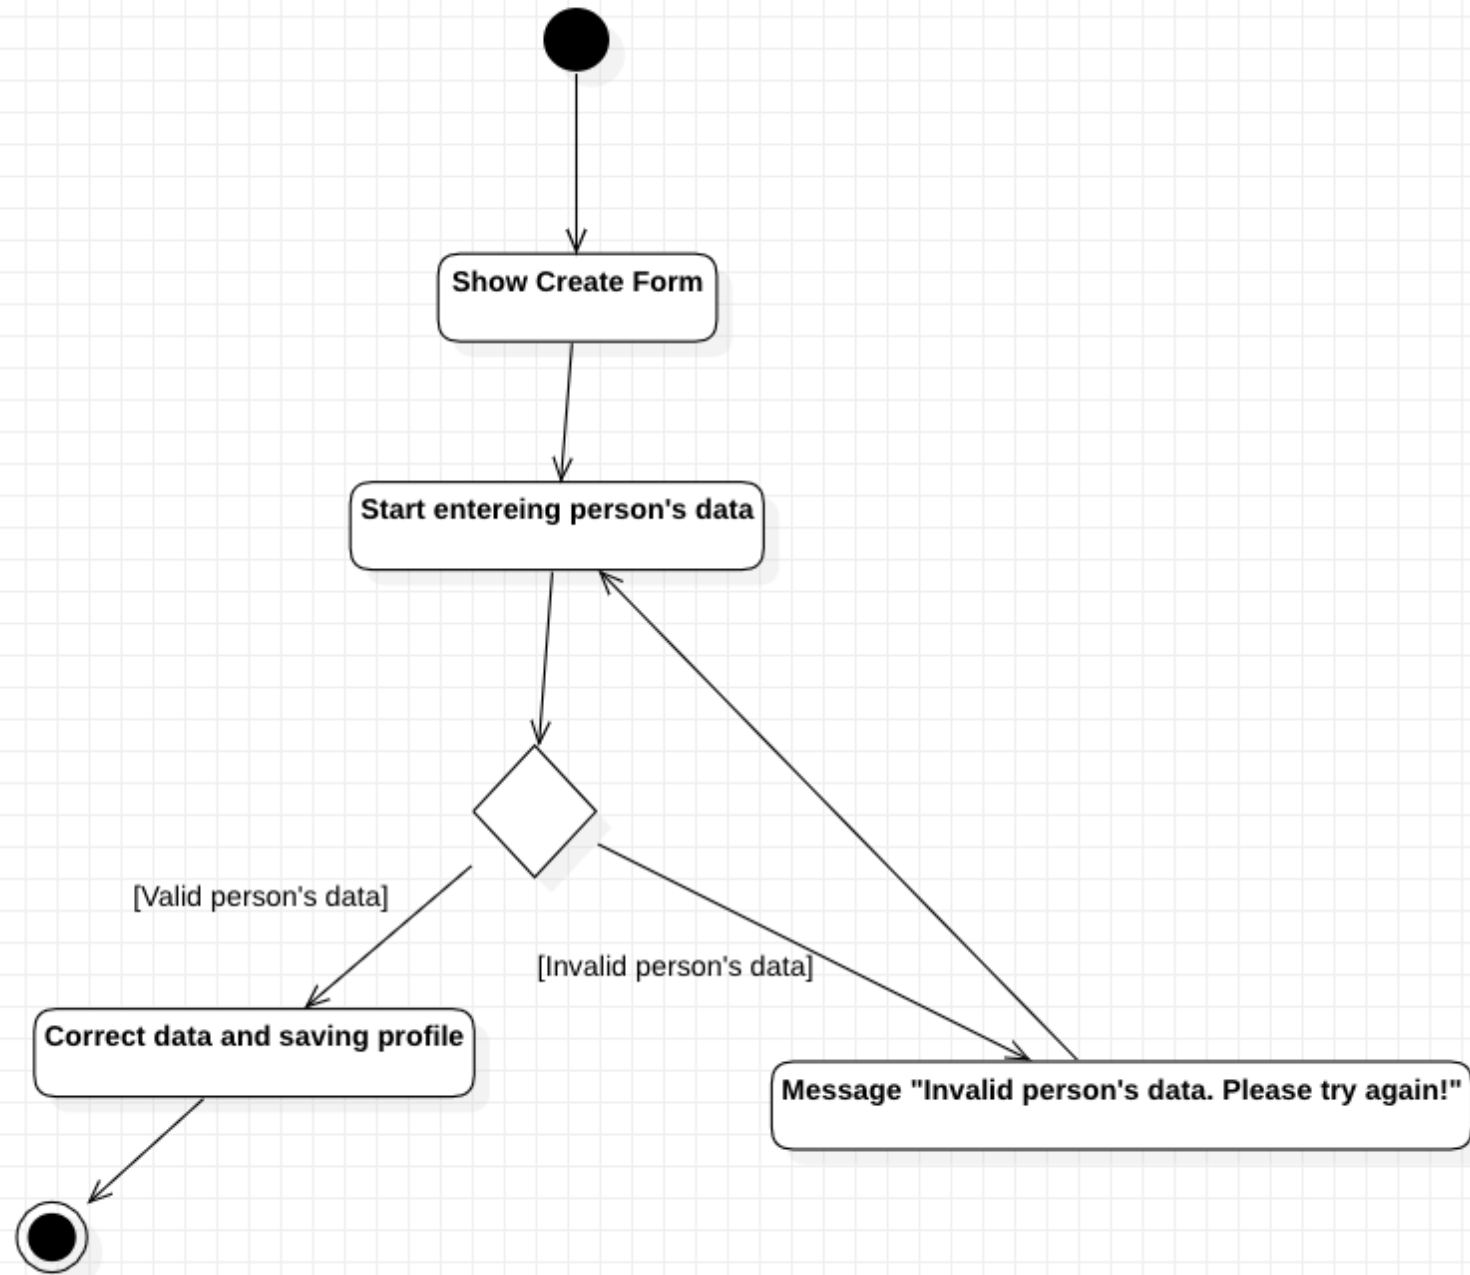 Show Create Form
Start entereing person's data
[Valid person's data]
[Invalid person's data]
Correct data and saving profile
Message "Invalid person's data. Please try again!"